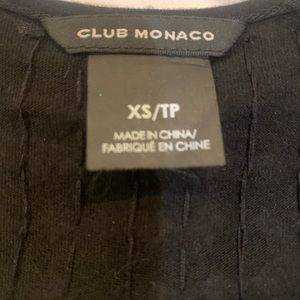 CLUB MONACO
XS/TP
MADE IN CHINA/
FABRIQUÉ EN CHINE